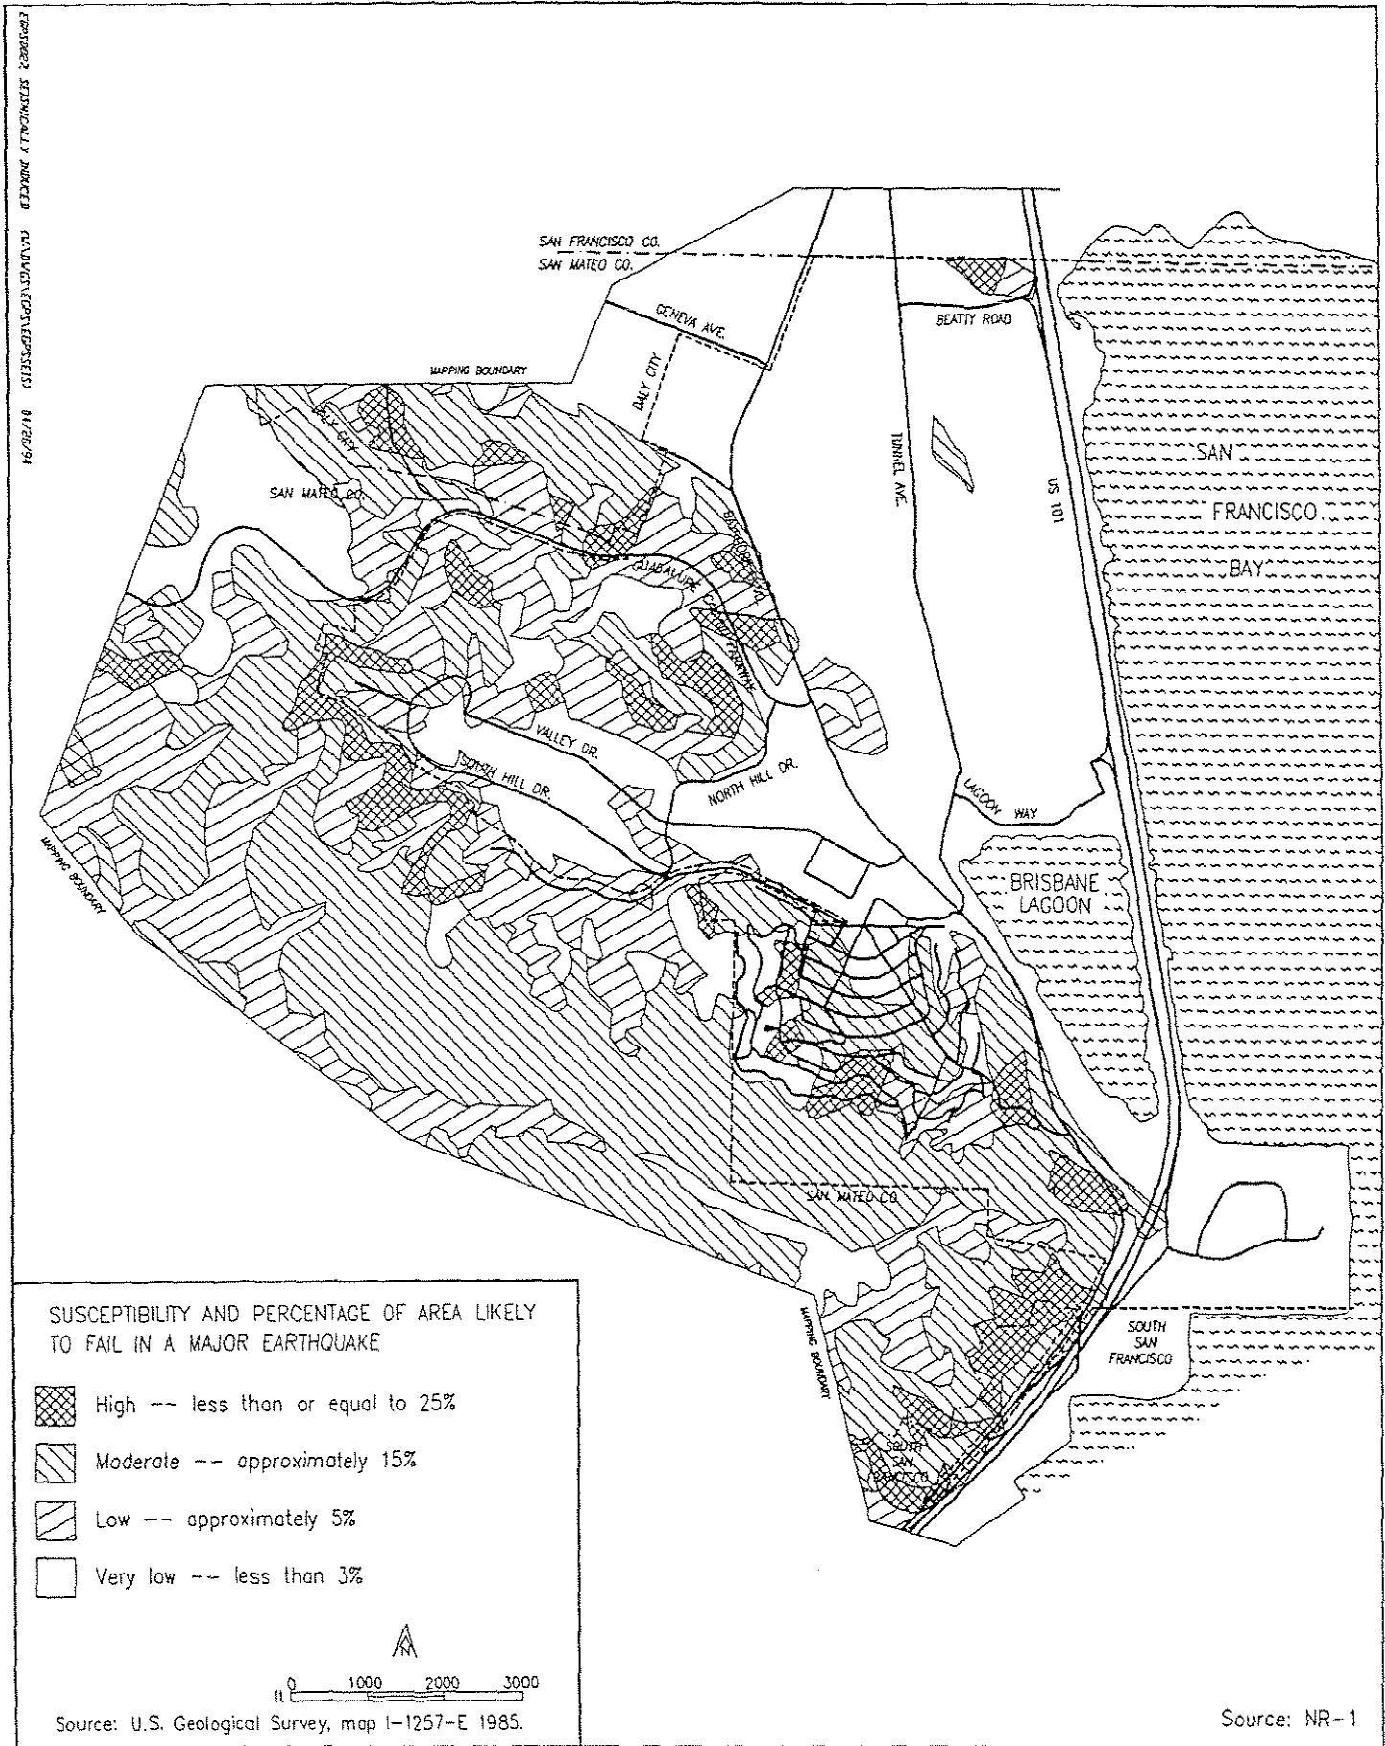 SAN FRANCISCO CO.
SAN MATEO CO.
GENEVA AVE.
BEATTY ROAD
MAPPING BOUNDARY
DALY CITY
SAN MATEO CO.
TUNNEL AVE.
US 101
SAN
FRANCISCO
BAY
GUADALUPE CANYON PARKWAY
VALLEY DR.
SOUTH HILL DR.
NORTH HILL DR.
LAGOON WAY
MAPPING BOUNDARY
BRISBANE
LAGOON
SAN MATEO CO.
MAPPING BOUNDARY
SOUTH
SAN
FRANCISCO
SOUTH
SAN
FRANCISCO
SUSCEPTIBILITY AND PERCENTAGE OF AREA LIKELY
TO FAIL IN A MAJOR EARTHQUAKE
High -- less than or equal to 25%
Moderate -- approximately 15%
Low -- approximately 5%
Very low -- less than 3%
N
0 1000 2000 3000
ft
Source: U.S. Geological Survey, map I-1257-E 1985.
Source: NR-1